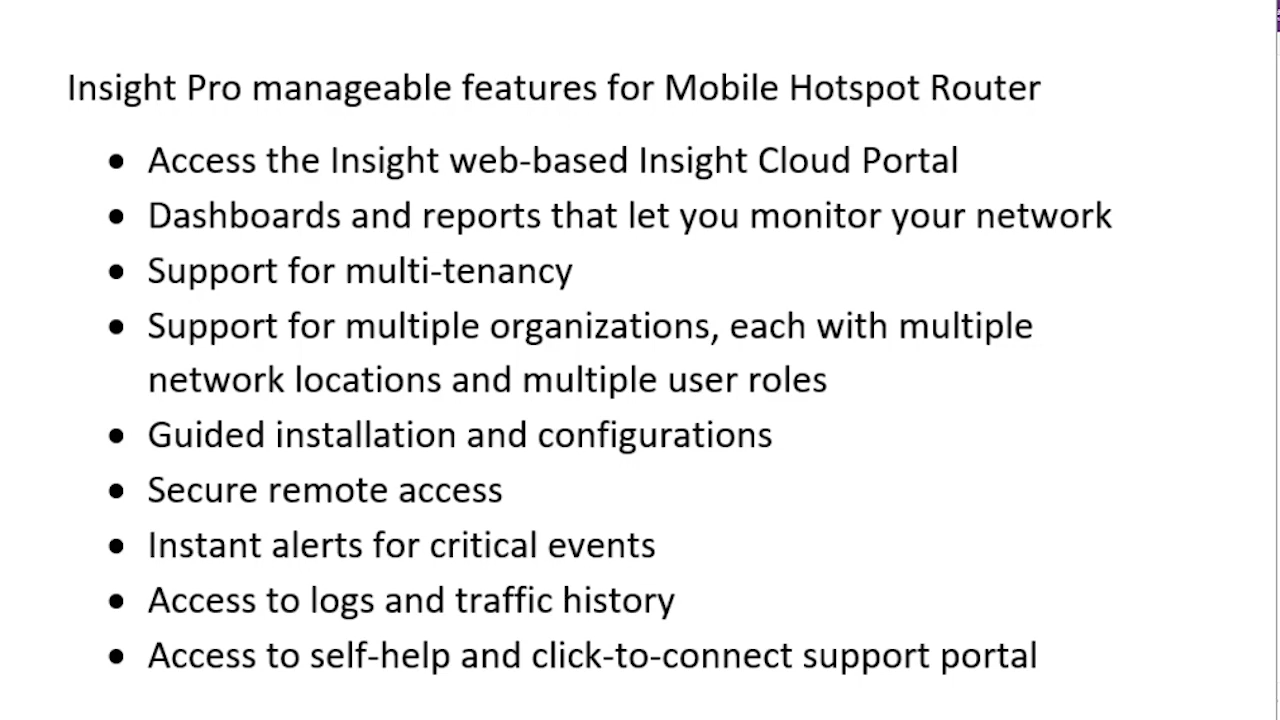 Insight Pro manageable features for Mobile Hotspot Router
• Access the Insight web-based Insight Cloud Portal
• Dashboards and reports that let you monitor your network
• Support for multi-tenancy
• Support for multiple organizations, each with multiple
network locations and multiple user roles
• Guided installation and configurations
• Secure remote access
• Instant alerts for critical events
• Access to logs and traffic history
• Access to self-help and click-to-connect support portal